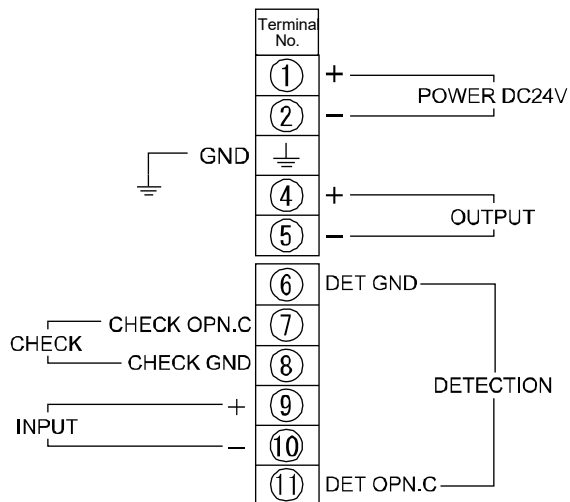 Terminal
No.
① +
POWER DC24V
② −
GND
④ +
OUTPUT
⑤ −
⑥ DET GND
CHECK OPN.C ⑦
CHECK
CHECK GND ⑧
DETECTION
+ ⑨
INPUT
− ⑩
⑪ DET OPN.C